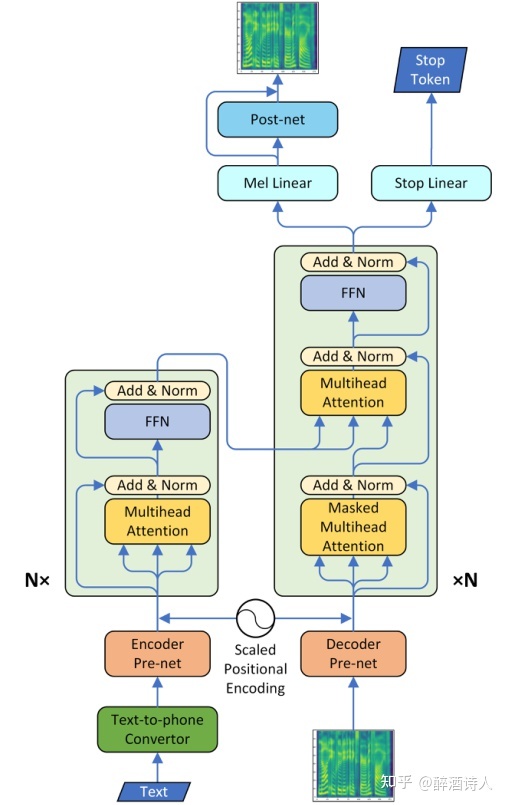 Stop
Token
Post-net
Mel Linear
Stop Linear
Add & Norm
FFN
Add & Norm
Multihead
Attention
Add & Norm
Masked
Multihead
Attention
×N
Add & Norm
FFN
Add & Norm
Multihead
Attention
N×
Scaled
Positional
Encoding
Encoder
Pre-net
Decoder
Pre-net
Text-to-phone
Convertor
Text
知乎 @醉酒诗人